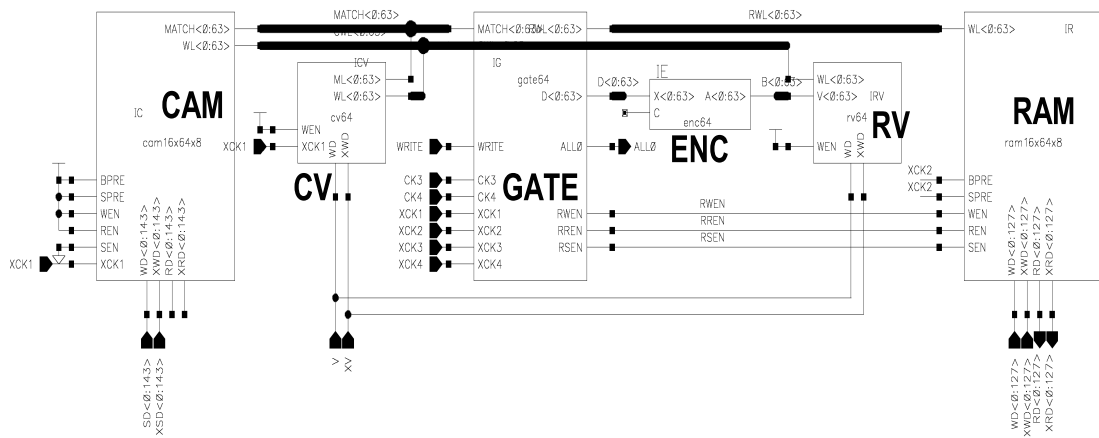 MATCH<0:63>
RWL<0:63>
MATCH<0:63>
MATCH<0:63>
RWL<0:63>
WL<0:63>
IR
WL<0:63>
ICV
IG
ML<0:63>
WL<0:63>
gate64
D<0:63>
D<0:63>
IE
X<0:63>
A<0:63>
B<0:63>
WL<0:63>
V<0:63>
IRV
CAM
IC
cam16x64x8
cv64
WEN
XCK1
XCK1
WD
XWD
CV
C
enc64
ENC
rv64
RV
WEN
WD
XWD
RAM
ram16x64x8
WRITE
WRITE
ALL0
ALL0
GATE
CK3
CK3
CK4
CK4
XCK1
XCK1
XCK2
XCK2
XCK3
XCK3
XCK4
XCK4
RWEN
RREN
RSEN
RWEN
RREN
RSEN
BPRE
SPRE
WEN
REN
SEN
XCK1
XCK1
WD<0:143>
XWD<0:143>
RD<0:143>
XRD<0:143>
SD<0:143>
XSD<0:143>
V
XV
XCK2
XCK2
BPRE
SPRE
WEN
REN
SEN
WD<0:127>
XWD<0:127>
RD<0:127>
XRD<0:127>
WD<0:127>
XWD<0:127>
RD<0:127>
XRD<0:127>